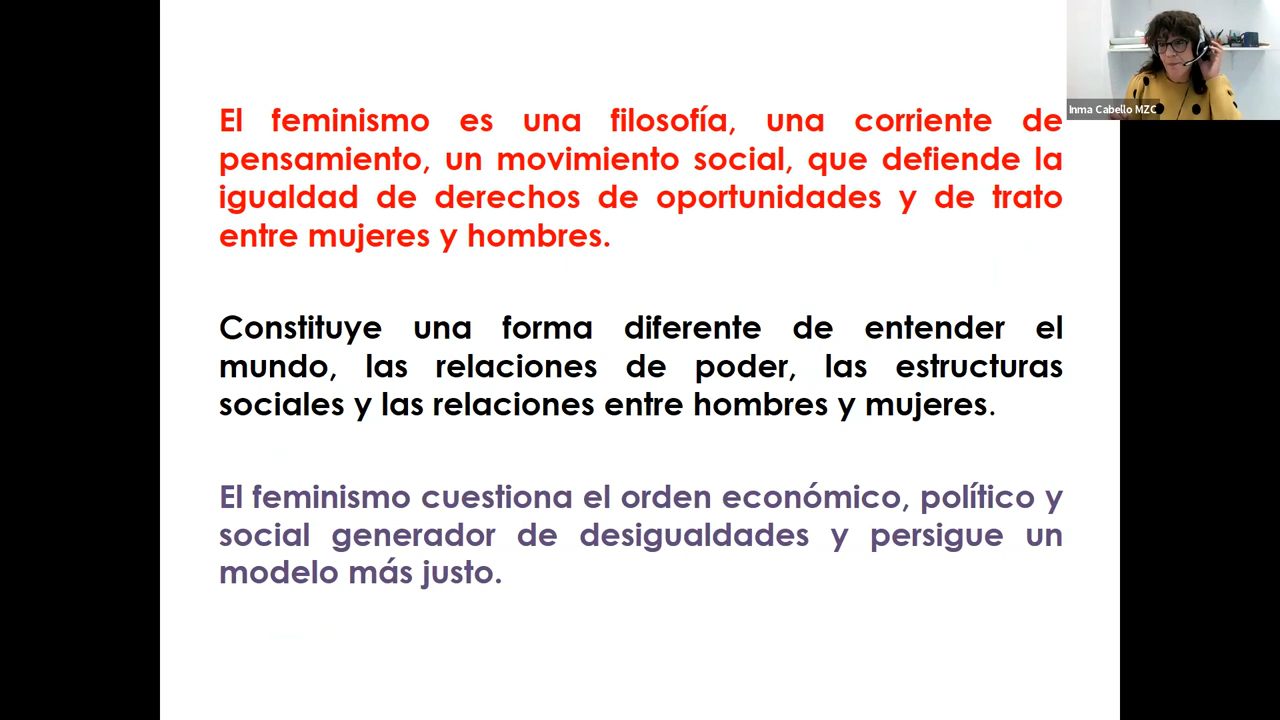 El feminismo es una filosofía, una corriente de
pensamiento, un movimiento social, que defiende la
igualdad de derechos de oportunidades y de trato
entre mujeres y hombres.
Constituye una forma diferente de entender el
mundo, las relaciones de poder, las estructuras
sociales y las relaciones entre hombres y mujeres.
El feminismo cuestiona el orden económico, político y
social generador de desigualdades y persigue un
modelo más justo.
Inma Cabello MZC